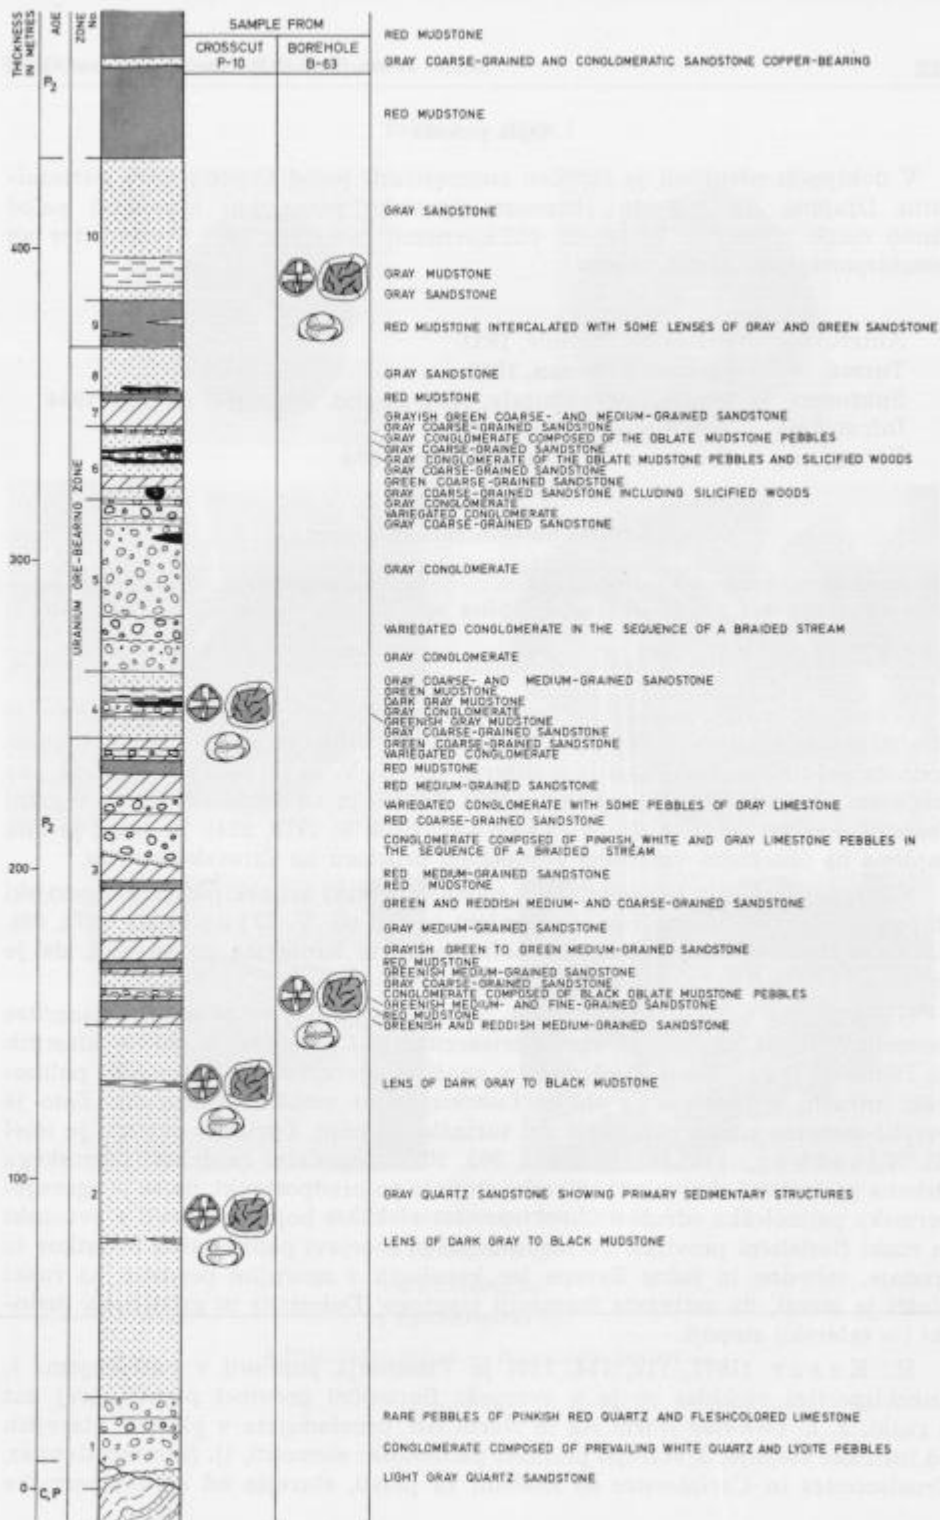 THICKNESS IN METRES
AGE
ZONE No.
SAMPLE FROM
CROSSCUT P-10
BOREHOLE B-63
RED MUDSTONE
GRAY COARSE-GRAINED AND CONGLOMERATIC SANDSTONE COPPER-BEARING
P2
RED MUDSTONE
GRAY SANDSTONE
10
400
GRAY MUDSTONE
GRAY SANDSTONE
9
RED MUDSTONE INTERCALATED WITH SOME LENSES OF GRAY AND GREEN SANDSTONE
8
GRAY SANDSTONE
RED MUDSTONE
7
GRAYISH GREEN COARSE- AND MEDIUM-GRAINED SANDSTONE
GRAY COARSE-GRAINED SANDSTONE
GRAY CONGLOMERATE COMPOSED OF THE OBLATE MUDSTONE PEBBLES
GRAY COARSE-GRAINED SANDSTONE
GRAY CONGLOMERATE OF THE OBLATE MUDSTONE PEBBLES AND SILICIFIED WOODS
6
GRAY COARSE-GRAINED SANDSTONE
GREEN COARSE-GRAINED SANDSTONE
GRAY COARSE-GRAINED SANDSTONE INCLUDING SILICIFIED WOODS
GRAY CONGLOMERATE
VARIEGATED CONGLOMERATE
GRAY COARSE-GRAINED SANDSTONE
URANIUM ORE-BEARING ZONE
300
5
GRAY CONGLOMERATE
VARIEGATED CONGLOMERATE IN THE SEQUENCE OF A BRAIDED STREAM
GRAY CONGLOMERATE
GRAY COARSE- AND MEDIUM-GRAINED SANDSTONE
GREEN MUDSTONE
DARK GRAY MUDSTONE
4
GRAY CONGLOMERATE
GREENISH GRAY MUDSTONE
GRAY COARSE-GRAINED SANDSTONE
GREEN COARSE-GRAINED SANDSTONE
VARIEGATED CONGLOMERATE
RED MUDSTONE
RED MEDIUM-GRAINED SANDSTONE
VARIEGATED CONGLOMERATE WITH SOME PEBBLES OF GRAY LIMESTONE
P2
RED COARSE-GRAINED SANDSTONE
CONGLOMERATE COMPOSED OF PINKISH, WHITE AND GRAY LIMESTONE PEBBLES IN
THE SEQUENCE OF A BRAIDED STREAM
200
3
RED MEDIUM-GRAINED SANDSTONE
RED MUDSTONE
GREEN AND REDDISH MEDIUM- AND COARSE-GRAINED SANDSTONE
GRAY MEDIUM-GRAINED SANDSTONE
GRAYISH GREEN TO GREEN MEDIUM-GRAINED SANDSTONE
RED MUDSTONE
GREENISH MEDIUM-GRAINED SANDSTONE
GRAY COARSE-GRAINED SANDSTONE
CONGLOMERATE COMPOSED OF BLACK OBLATE MUDSTONE PEBBLES
GREENISH MEDIUM- AND FINE-GRAINED SANDSTONE
RED MUDSTONE
GREENISH AND REDDISH MEDIUM-GRAINED SANDSTONE
LENS OF DARK GRAY TO BLACK MUDSTONE
100
2
GRAY QUARTZ SANDSTONE SHOWING PRIMARY SEDIMENTARY STRUCTURES
LENS OF DARK GRAY TO BLACK MUDSTONE
RARE PEBBLES OF PINKISH RED QUARTZ AND FLESHCOLORED LIMESTONE
1
CONGLOMERATE COMPOSED OF PREVAILING WHITE QUARTZ AND LYDITE PEBBLES
LIGHT GRAY QUARTZ SANDSTONE
0
C,P